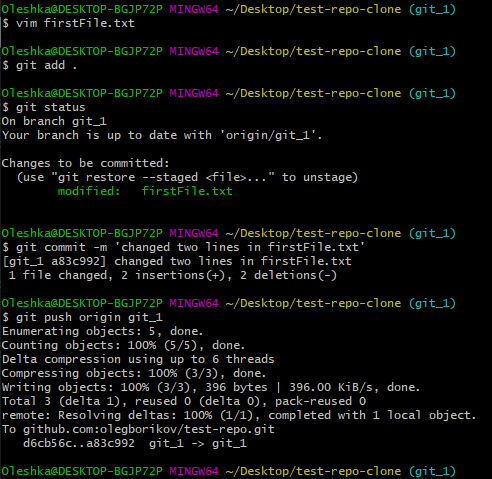 Oleshka@DESKTOP-BGJP72P MINGW64 ~/Desktop/test-repo-clone (git_1)
$ vim firstFile.txt
Oleshka@DESKTOP-BGJP72P MINGW64 ~/Desktop/test-repo-clone (git_1)
$ git add .
Oleshka@DESKTOP-BGJP72P MINGW64 ~/Desktop/test-repo-clone (git_1)
$ git status
On branch git_1
Your branch is up to date with 'origin/git_1'.
Changes to be committed:
  (use "git restore --staged <file>..." to unstage)
        modified:   firstFile.txt
Oleshka@DESKTOP-BGJP72P MINGW64 ~/Desktop/test-repo-clone (git_1)
$ git commit -m 'changed two lines in firstFile.txt'
[git_1 a83c992] changed two lines in firstFile.txt
 1 file changed, 2 insertions(+), 2 deletions(-)
Oleshka@DESKTOP-BGJP72P MINGW64 ~/Desktop/test-repo-clone (git_1)
$ git push origin git_1
Enumerating objects: 5, done.
Counting objects: 100% (5/5), done.
Delta compression using up to 6 threads
Compressing objects: 100% (3/3), done.
Writing objects: 100% (3/3), 396 bytes | 396.00 KiB/s, done.
Total 3 (delta 1), reused 0 (delta 0), pack-reused 0
remote: Resolving deltas: 100% (1/1), completed with 1 local object.
To github.com:olegborikov/test-repo.git
   d6cb56c..a83c992  git_1 -> git_1
Oleshka@DESKTOP-BGJP72P MINGW64 ~/Desktop/test-repo-clone (git_1)